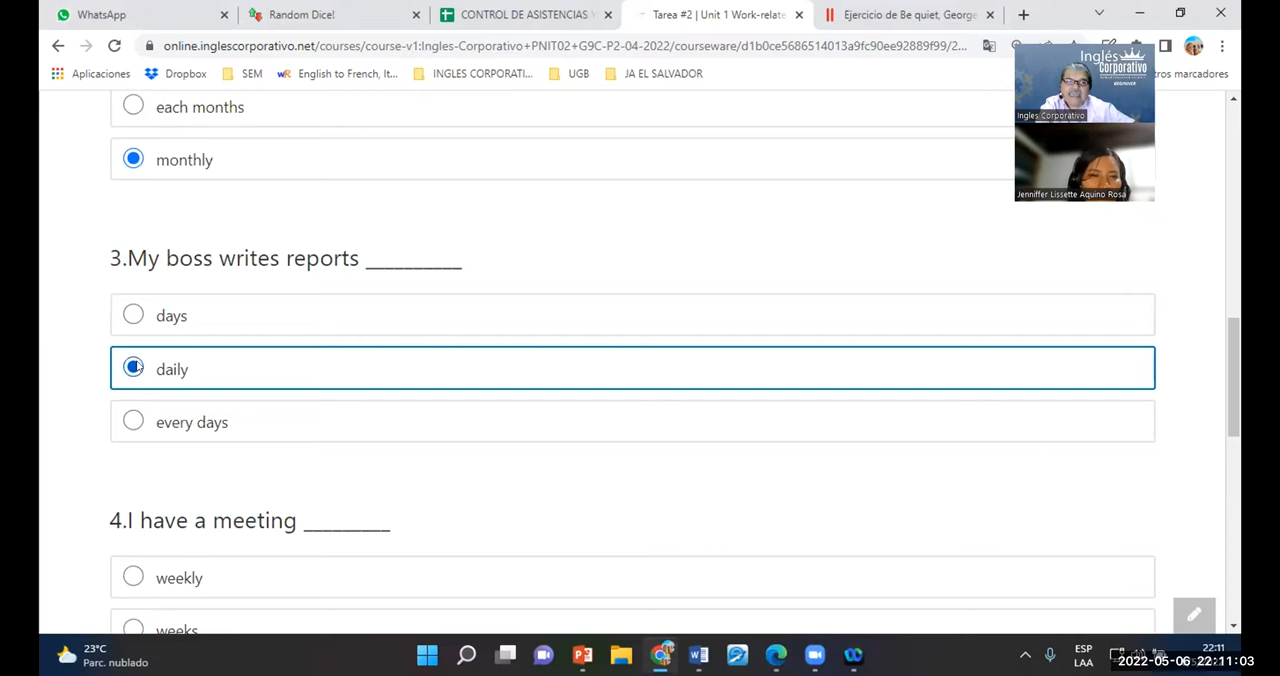 WhatsApp
Random Dice!
CONTROL DE ASISTENCIAS Y
Tarea #2 | Unit 1 Work-relate
Ejercicio de Be quiet, George
online.inglescorporativo.net/courses/course-v1:Ingles-Corporativo+PNIT02+G9C-P2-04-2022/courseware/d1b0ce5686514013a9fc90ee92889f99/2...
Aplicaciones
Dropbox
SEM
English to French, It...
INGLES CORPORATI...
UGB
JA EL SALVADOR
tros marcadores
Inglés
Corporativo
BEGINNER
Ingles Corporativo
Jenniffer Lissette Aquino Rosa
each months
monthly
3.My boss writes reports __________
days
daily
every days
4.I have a meeting _________
weekly
weeks
23°C
Parc. nublado
ESP
LAA
22:11
2022-05-06 22:11:03